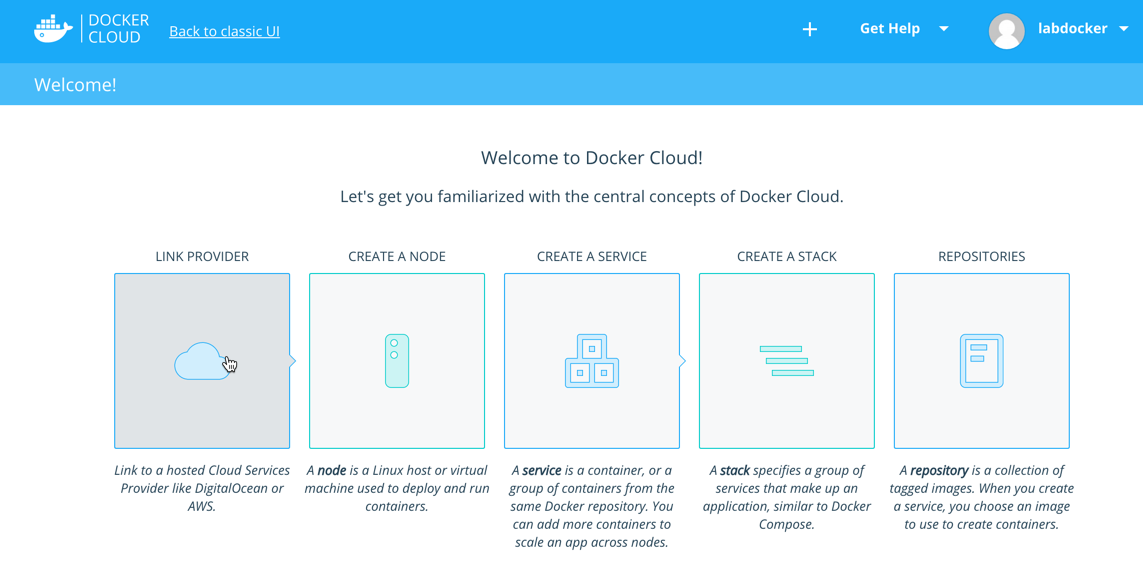 DOCKER
CLOUD
Back to classic UI
Get Help
labdocker
Welcome!
Welcome to Docker Cloud!
Let's get you familiarized with the central concepts of Docker Cloud.
LINK PROVIDER
Link to a hosted Cloud Services
Provider like DigitalOcean or
AWS.
CREATE A NODE
A node is a Linux host or virtual
machine used to deploy and run
containers.
CREATE A SERVICE
A service is a container, or a
group of containers from the
same Docker repository. You
can add more containers to
scale an app across nodes.
CREATE A STACK
A stack specifies a group of
services that make up an
application, similar to Docker
Compose.
REPOSITORIES
A repository is a collection of
tagged images. When you create
a service, you choose an image
to use to create containers.